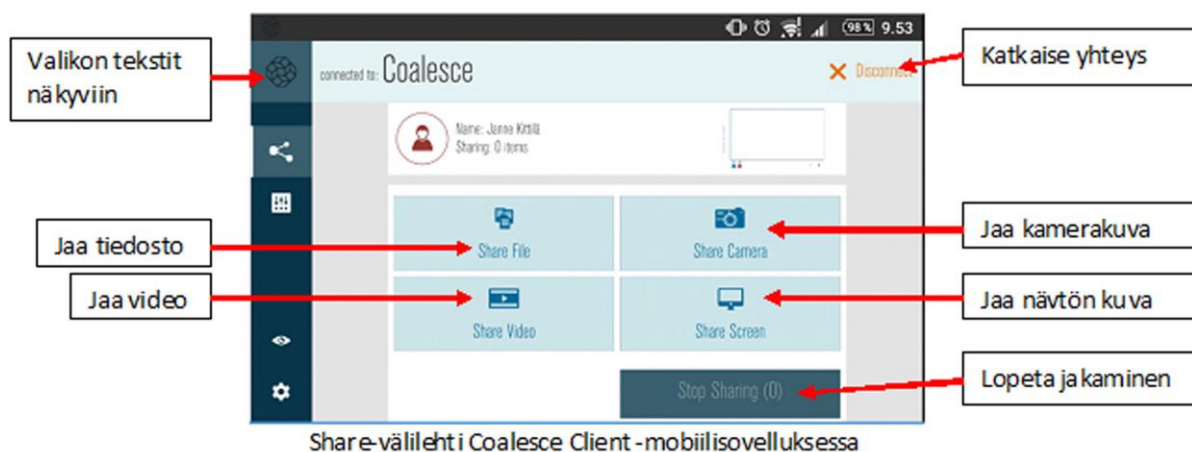 98% 9.53
Valikon tekstit
näkyviin
connected to: Coalesce
Disconnect
Katkaise yhteys
Name: Janne Kittilä
Sharing: 0 items
Jaa tiedosto
Share File
Share Camera
Jaa kamerakuva
Jaa video
Share Video
Share Screen
Jaa näytön kuva
Stop Sharing (0)
Lopeta jakaminen
Share-välilehti Coalesce Client -mobiilisovelluksessa